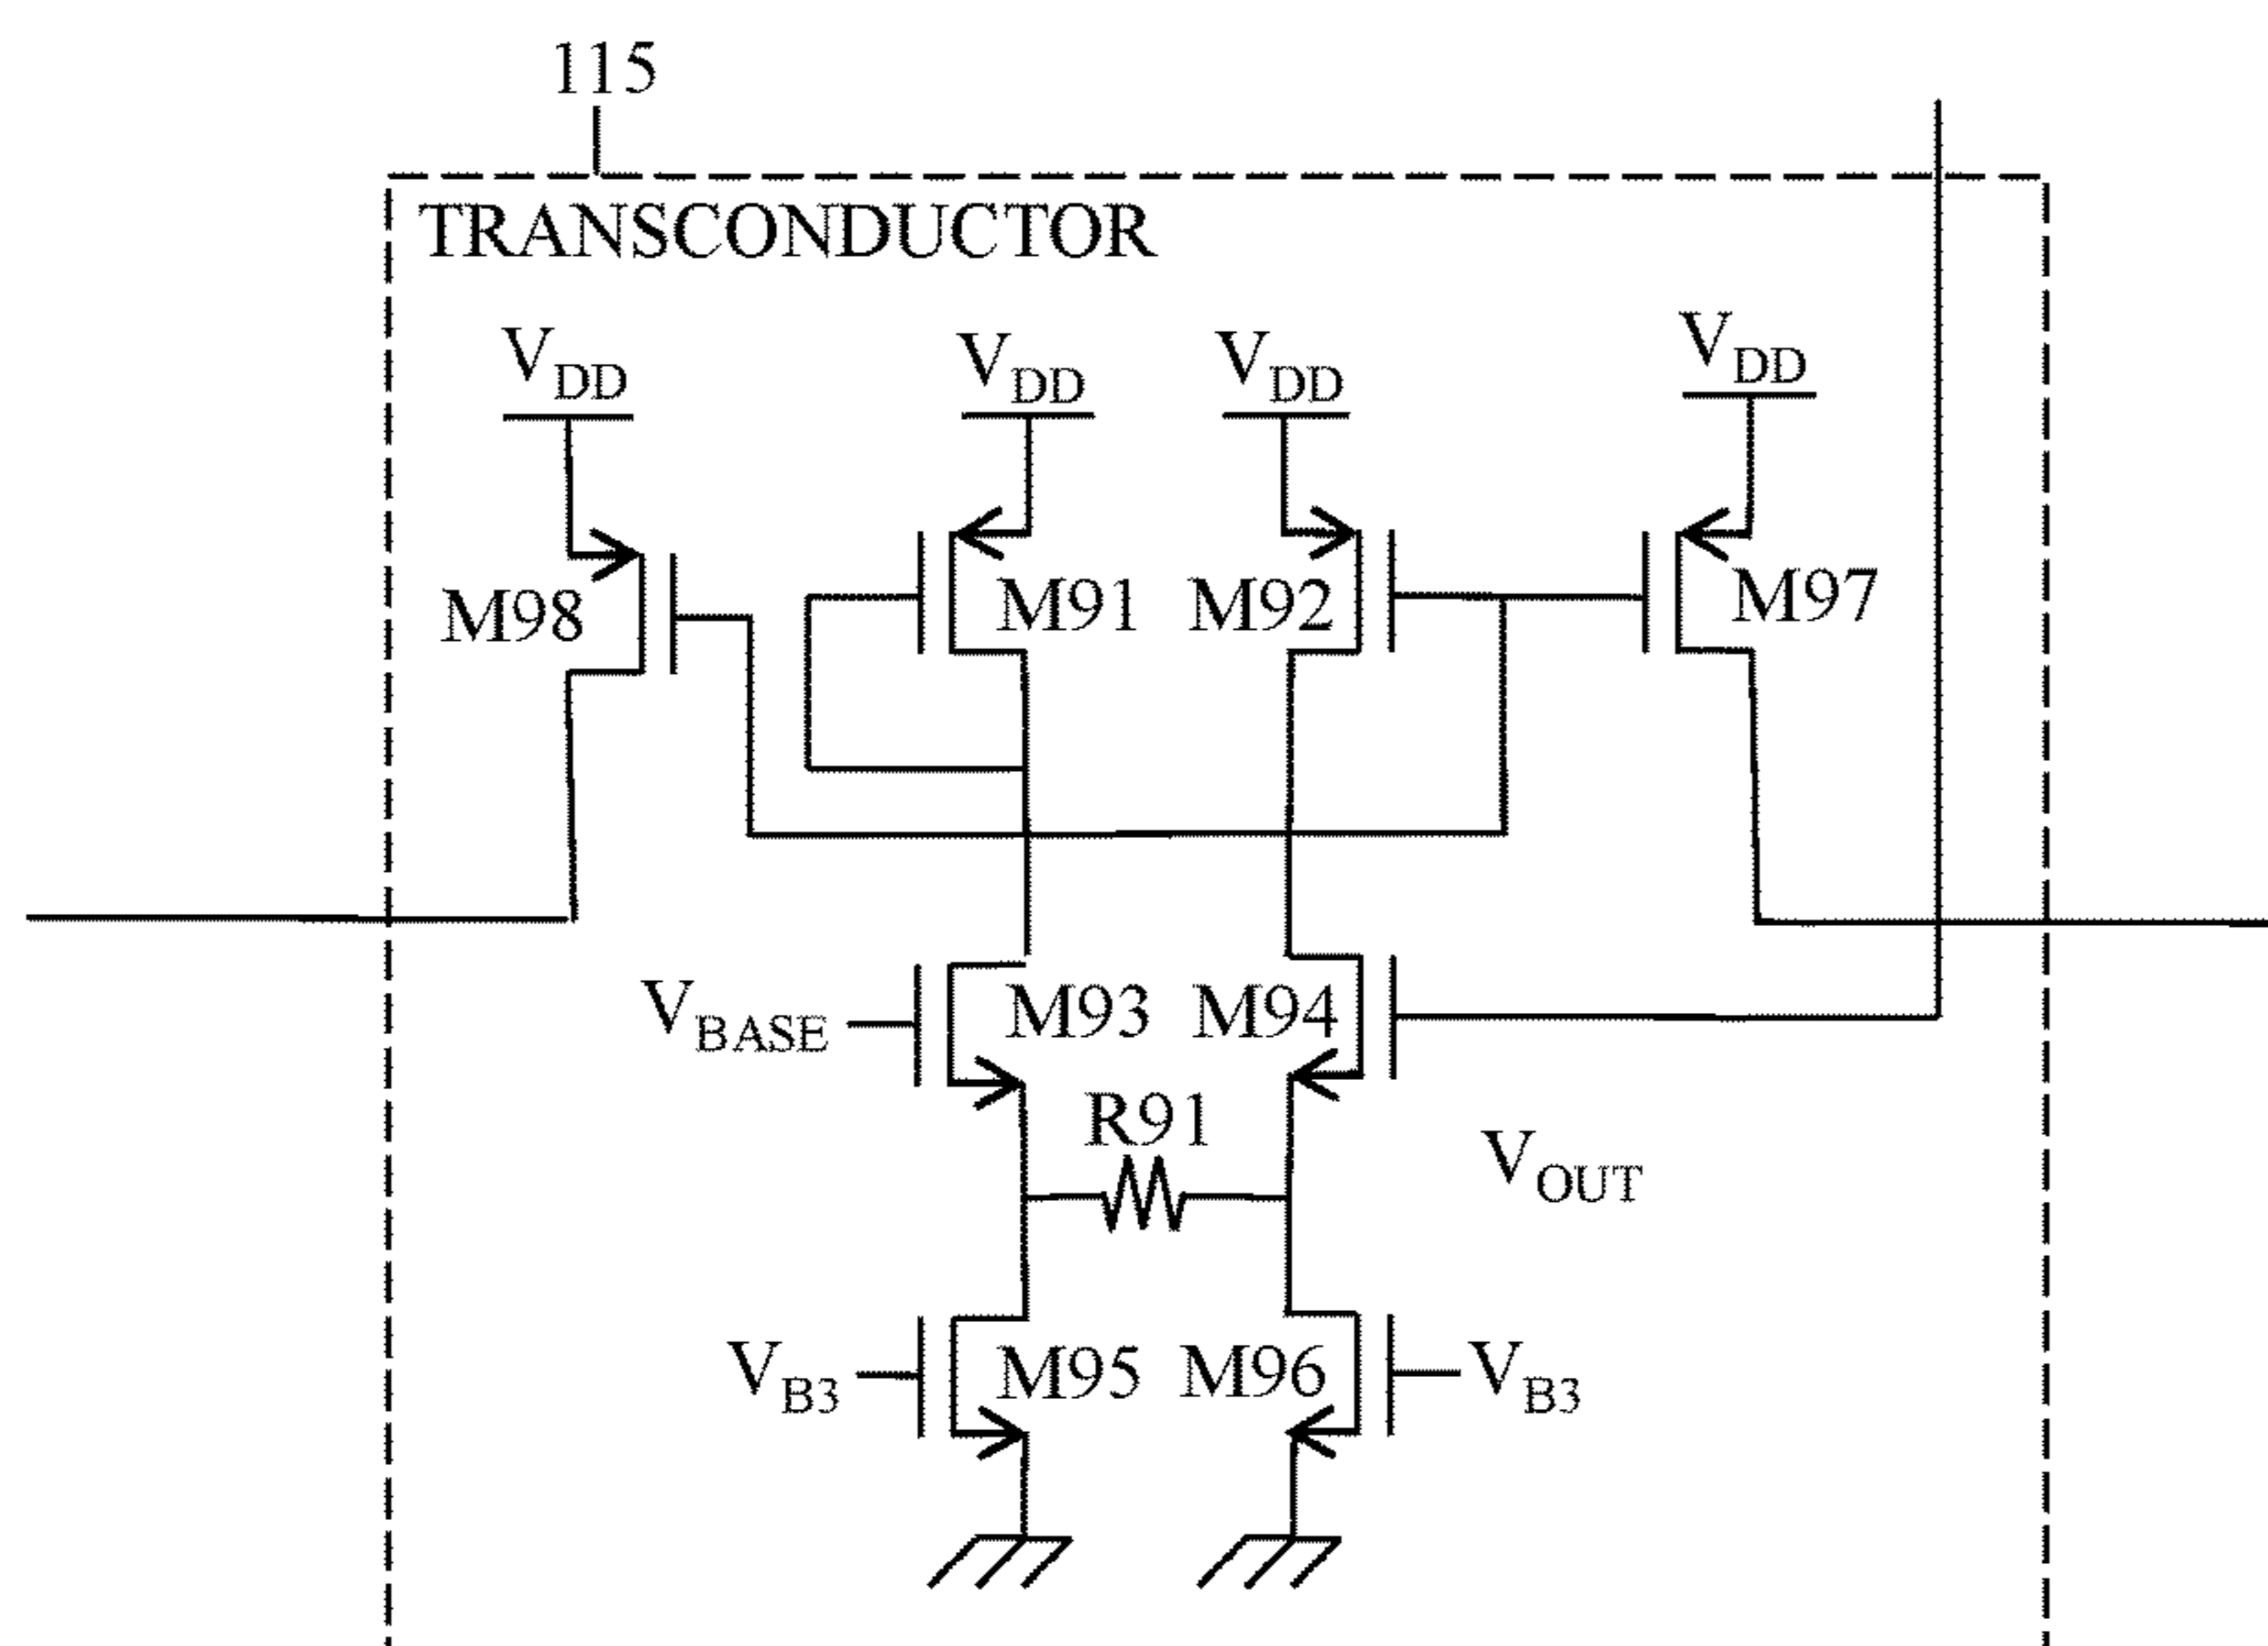 115
TRANSCONDUCTOR
VDD VDD VDD VDD
M98 M91 M92 M97
VBASE M93 M94
R91
VOUT
VB3 M95 M96 VB3